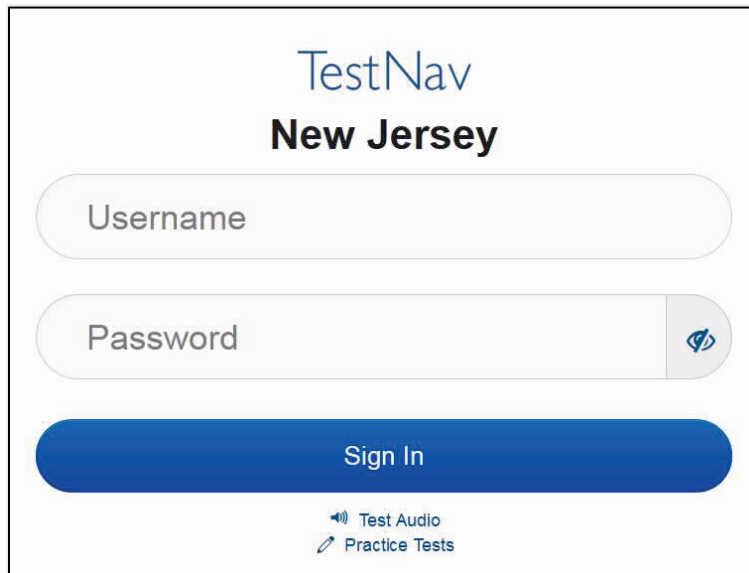 TestNav
New Jersey
Username
Password
Sign In
Test Audio
Practice Tests